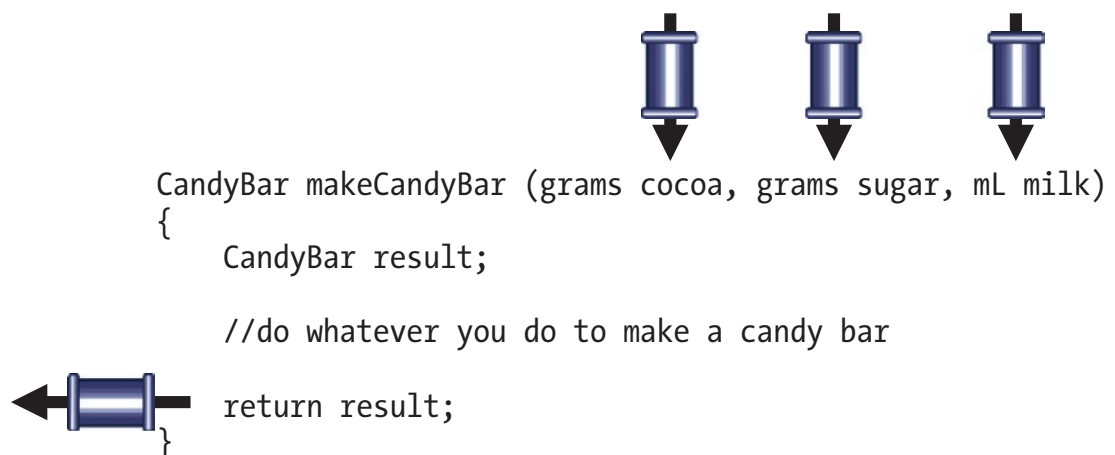 CandyBar makeCandyBar (grams cocoa, grams sugar, mL milk)
{
CandyBar result;
//do whatever you do to make a candy bar
return result;
}